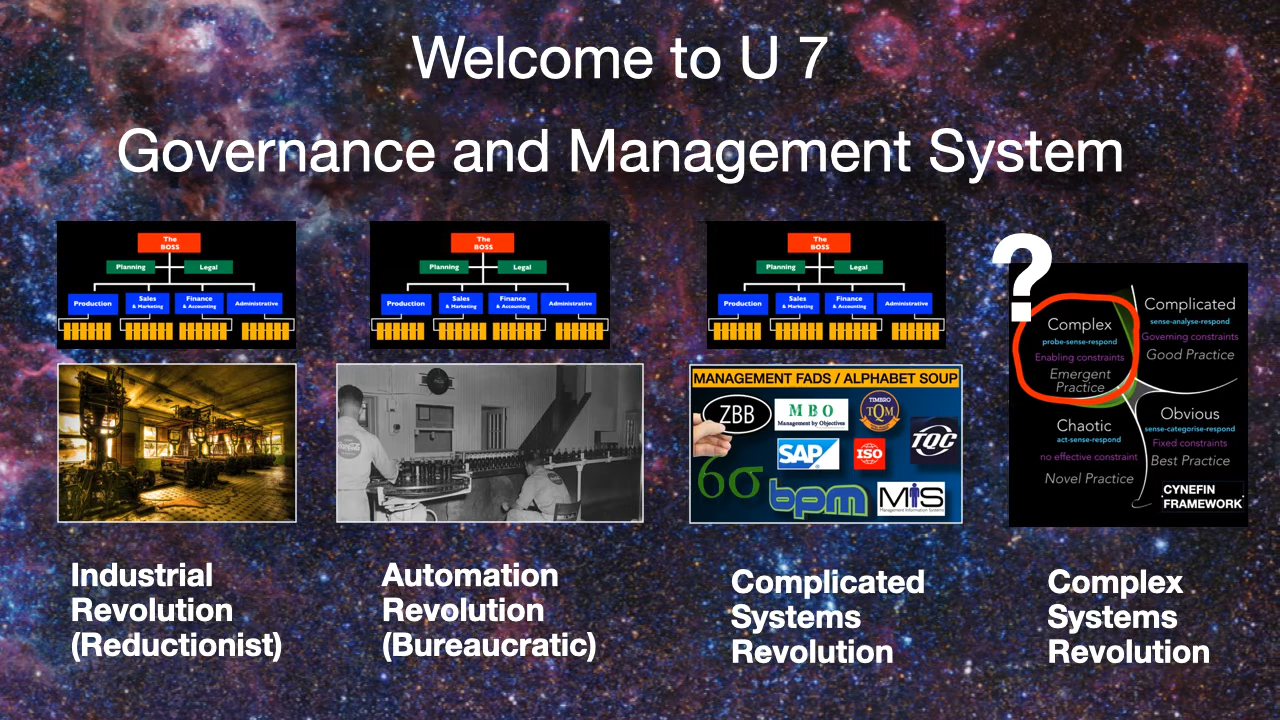 Welcome to U 7
Governance and Management System
The
BOSS
Planning
Legal
Production
Sales
& Marketing
Finance
& Accounting
Administrative
The
BOSS
Planning
Legal
Production
Sales
& Marketing
Finance
& Accounting
Administrative
The
BOSS
Planning
Legal
Production
Sales
& Marketing
Finance
& Accounting
Administrative
?
MANAGEMENT FADS / ALPHABET SOUP
ZBB
MBO
Management by Objectives
TIMBRO
TQM
TQC
SAP
ISO
6σ
bpm
MIS
Management Information Systems
Complex
probe-sense-respond
Enabling constraints
Emergent
Practice
Complicated
sense-analyse-respond
Governing constraints
Good Practice
Chaotic
act-sense-respond
no effective constraint
Novel Practice
Obvious
sense-categorise-respond
Fixed constraints
Best Practice
CYNEFIN
FRAMEWORK
Industrial
Revolution
(Reductionist)
Automation
Revolution
(Bureaucratic)
Complicated
Systems
Revolution
Complex
Systems
Revolution